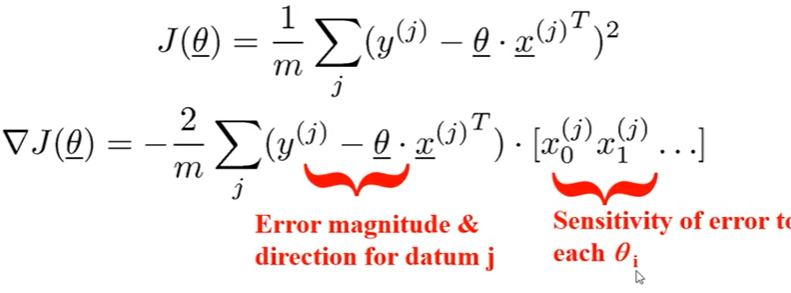 J(θ) = 1/m ∑_j (y^(j) − θ · x^(j)^T)^2
∇J(θ) = − 2/m ∑_j (y^(j) − θ · x^(j)^T) · [x_0^(j) x_1^(j) …]
Error magnitude &
direction for datum j
Sensitivity of error to
each θ_i